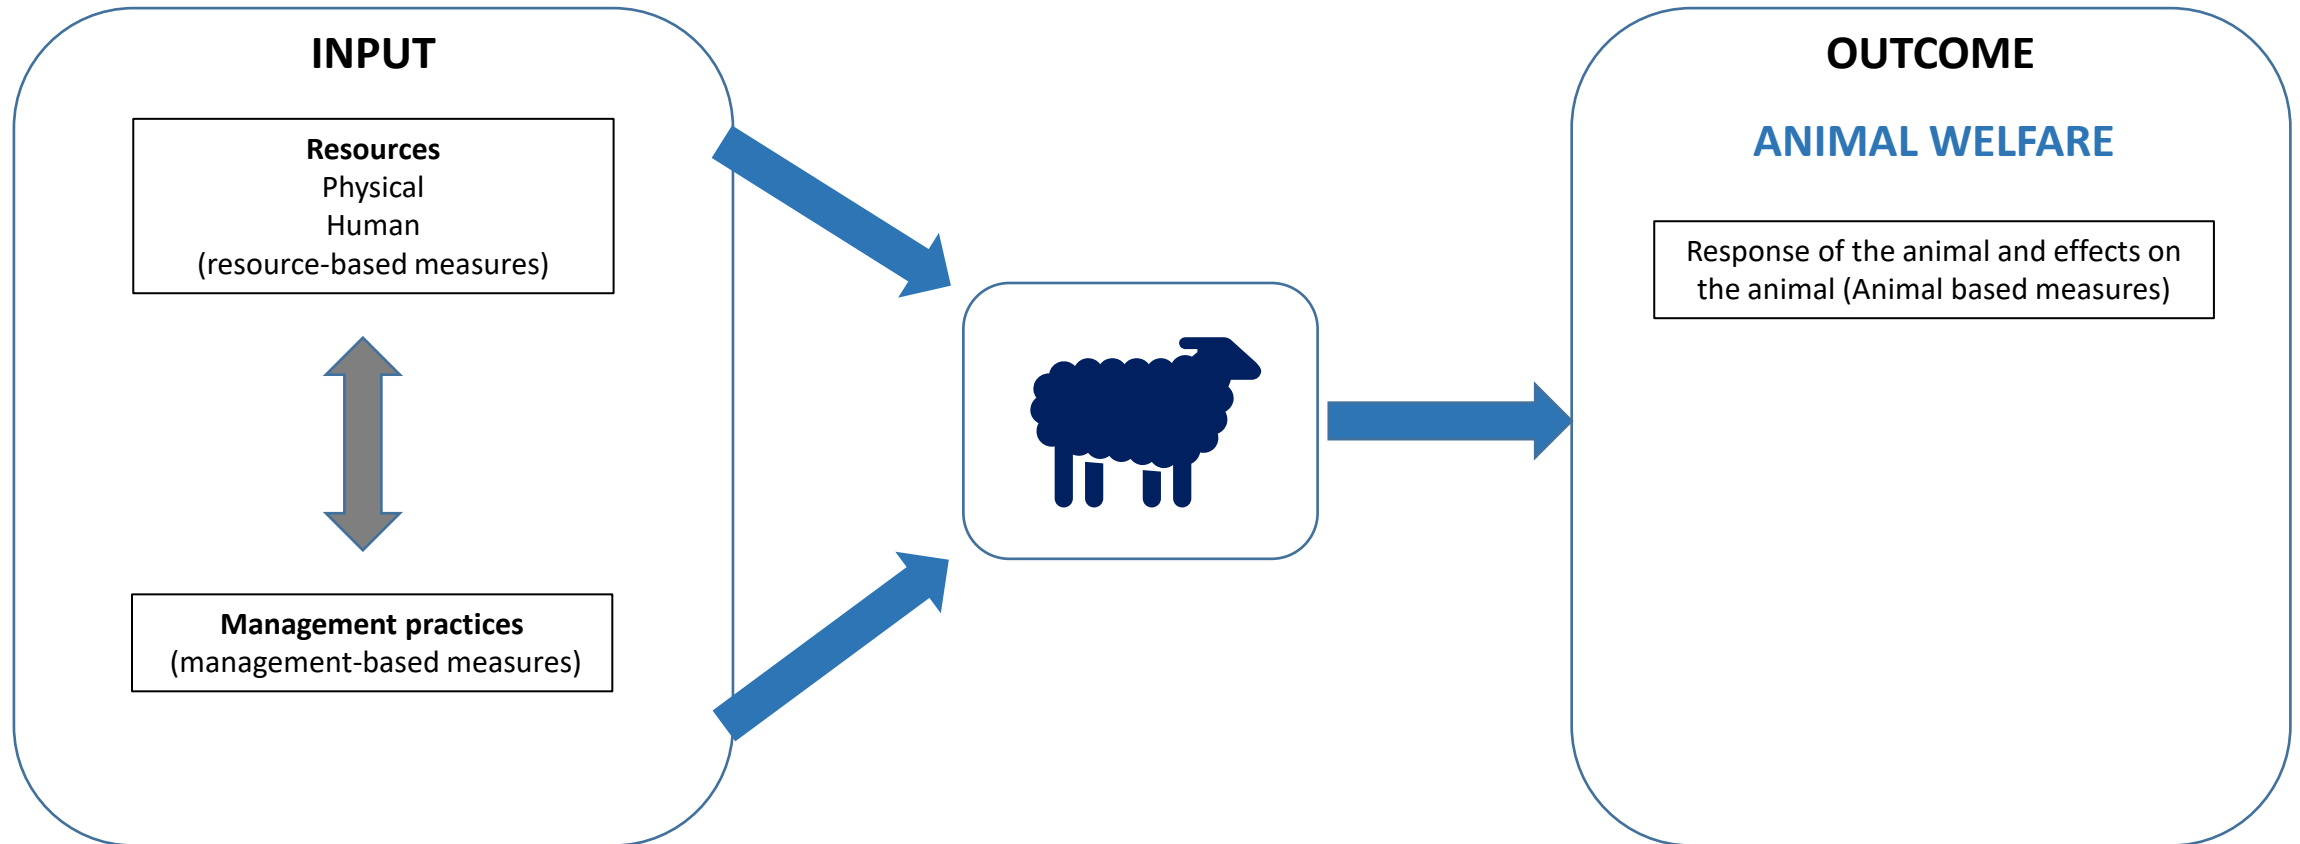 INPUT
Resources
Physical
Human
(resource-based measures)
Management practices
(management-based measures)
OUTCOME
ANIMAL WELFARE
Response of the animal and effects on
the animal (Animal based measures)